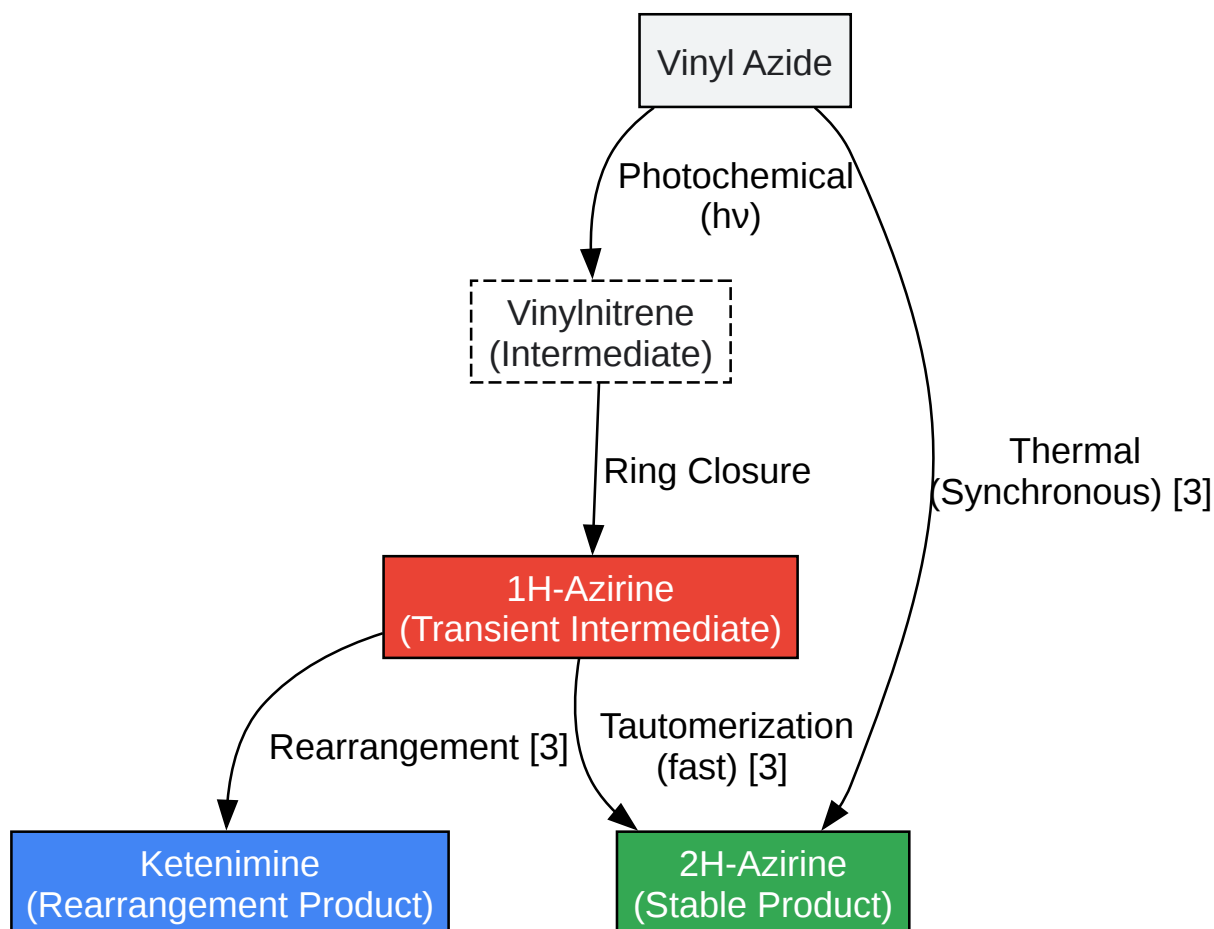 Vinyl Azide
Photochemical
(hν)
Vinylnitrene
(Intermediate)
Ring Closure
Thermal
(Synchronous) [3]
1H-Azirine
(Transient Intermediate)
Rearrangement [3]
Tautomerization
(fast) [3]
Ketenimine
(Rearrangement Product)
2H-Azirine
(Stable Product)